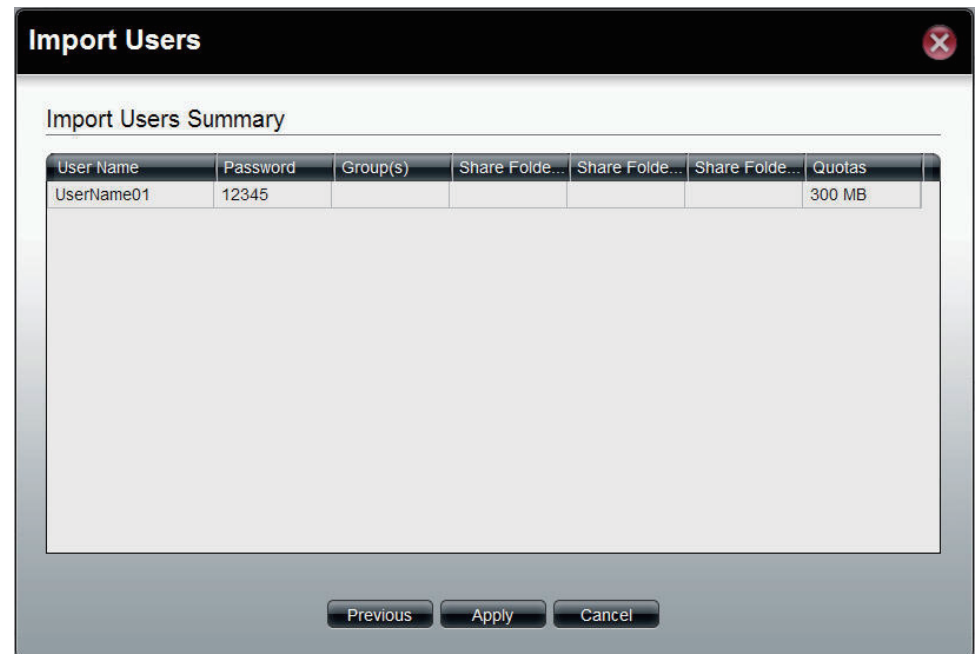 Import Users
Import Users Summary
User Name Password Group(s) Share Folde... Share Folde... Share Folde... Quotas
UserName01 12345 300 MB
Previous Apply Cancel